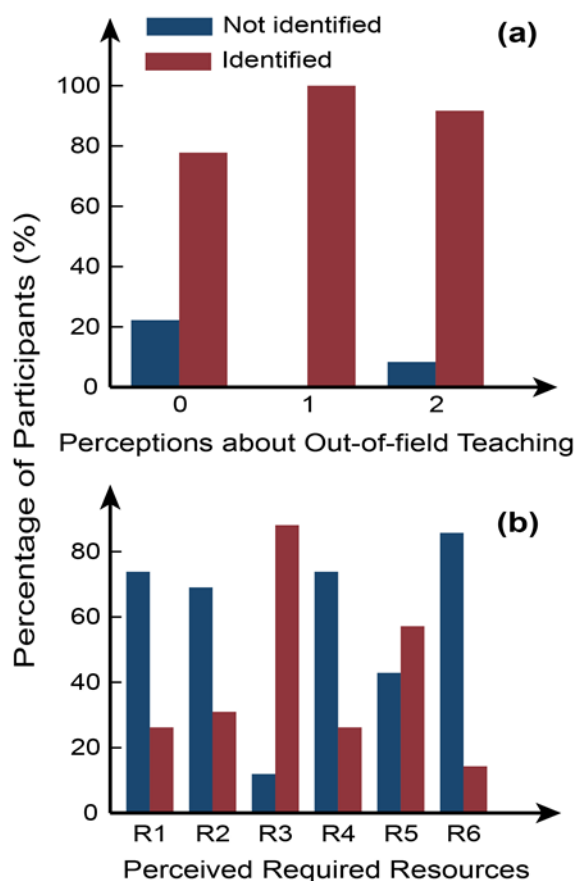 Not identified
Identified
(a)
100
80
60
40
20
0
0 1 2
Perceptions about Out-of-field Teaching
Percentage of Participants (%)
(b)
80
60
40
20
0
R1 R2 R3 R4 R5 R6
Perceived Required Resources